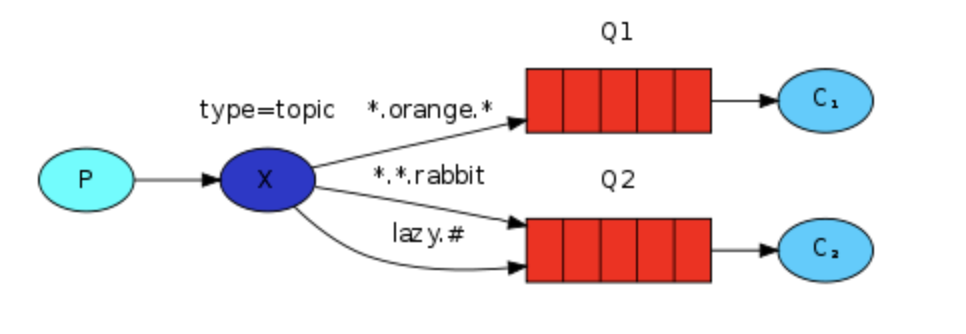 Q1
type=topic
*.orange.*
C₁
P
X
*.*.rabbit
Q2
lazy.#
C₂